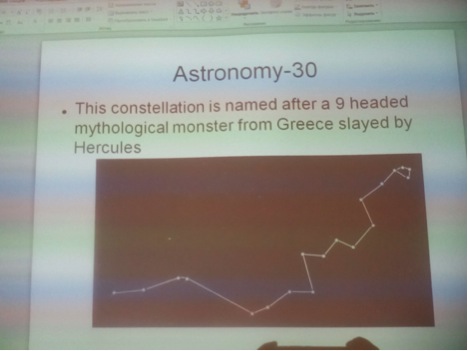 Astronomy-30
• This constellation is named after a 9 headed
mythological monster from Greece slayed by
Hercules